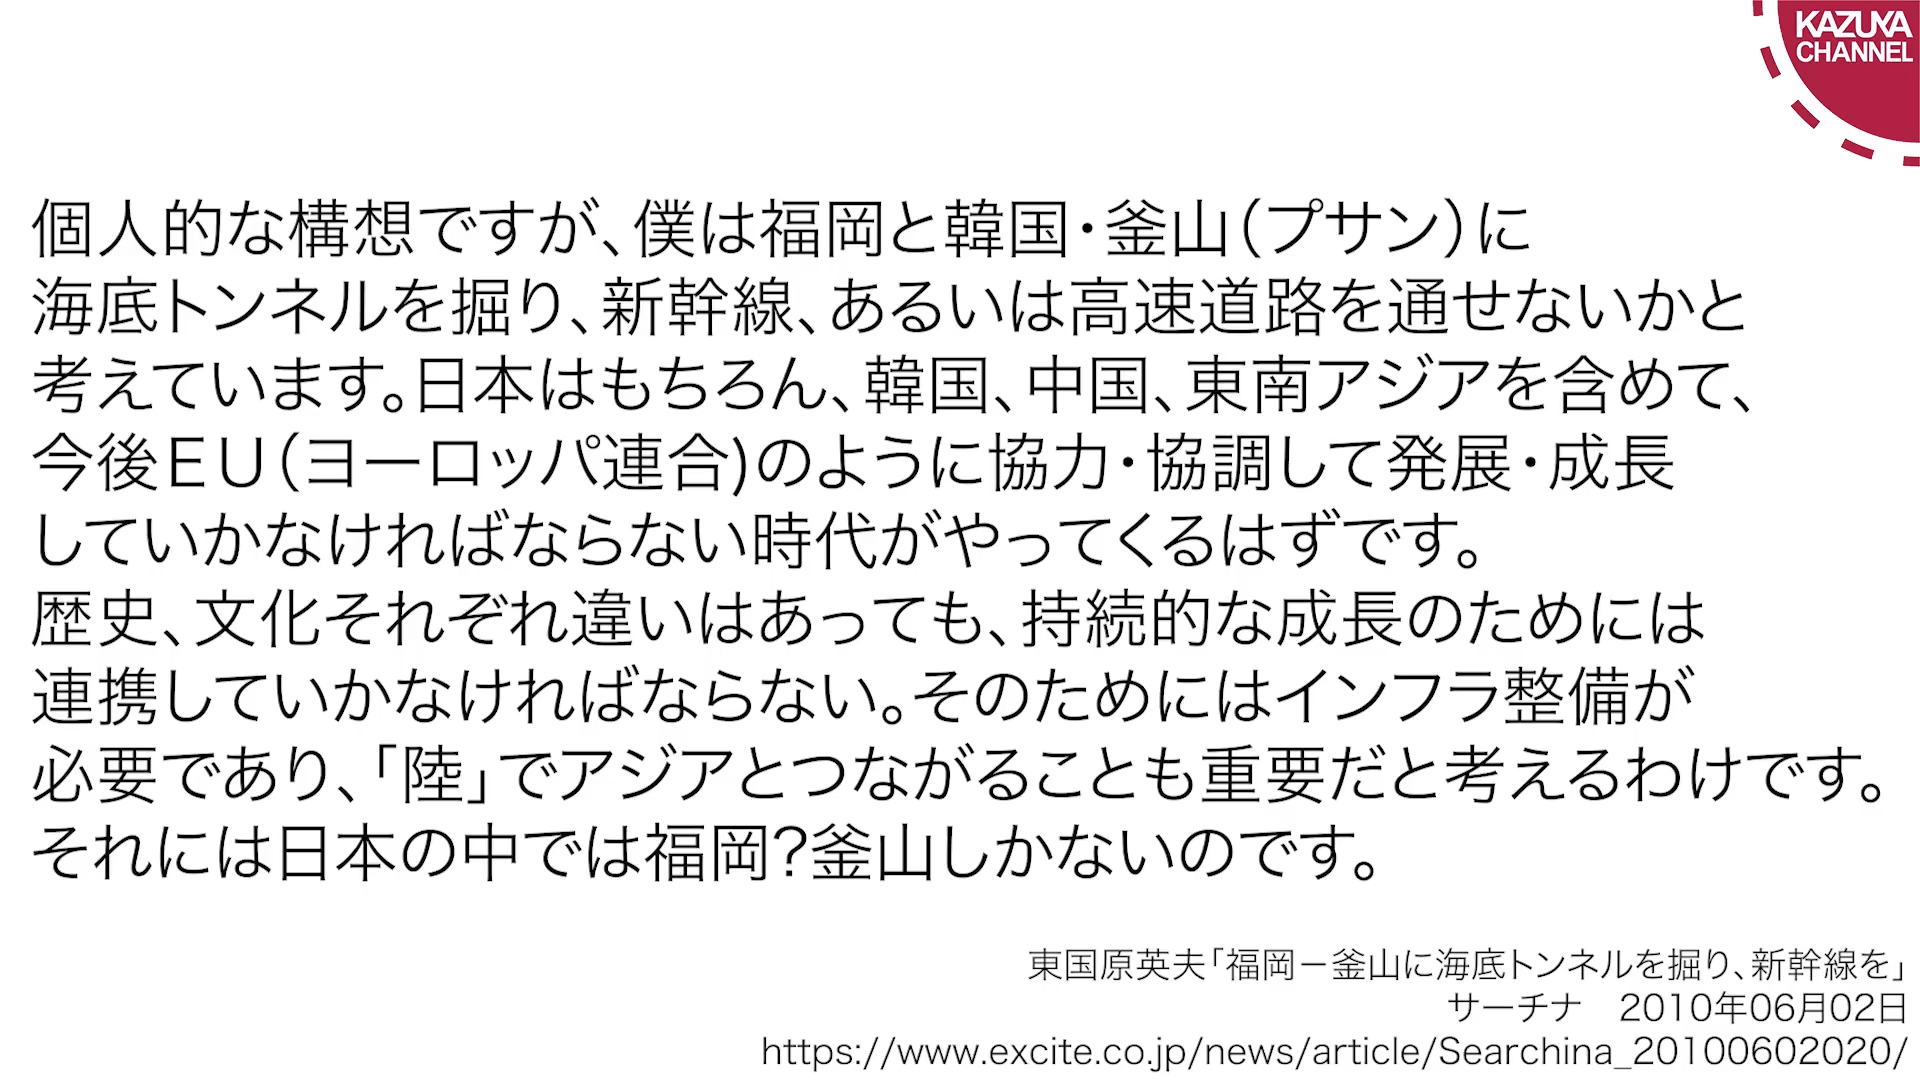 KAZUYA
CHANNEL
個人的な構想ですが、僕は福岡と韓国・釜山（プサン）に
海底トンネルを掘り、新幹線、あるいは高速道路を通せないかと
考えています。日本はもちろん、韓国、中国、東南アジアを含めて、
今後ＥＵ（ヨーロッパ連合)のように協力・協調して発展・成長
していかなければならない時代がやってくるはずです。
歴史、文化それぞれ違いはあっても、持続的な成長のためには
連携していかなければならない。そのためにはインフラ整備が
必要であり、「陸」でアジアとつながることも重要だと考えるわけです。
それには日本の中では福岡?釜山しかないのです。
東国原英夫「福岡－釜山に海底トンネルを掘り、新幹線を」
サーチナ　2010年06月02日
https://www.excite.co.jp/news/article/Searchina_20100602020/